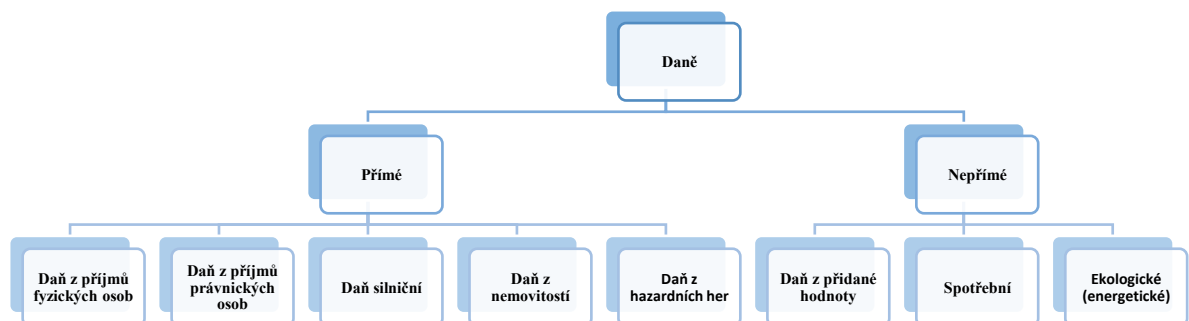 Daně
Přímé
Nepřímé
Daň z příjmů
fyzických osob
Daň z příjmů
právnických
osob
Daň silniční
Daň z
nemovitostí
Daň z
hazardních her
Daň z přidané
hodnoty
Spotřební
Ekologické
(energetické)